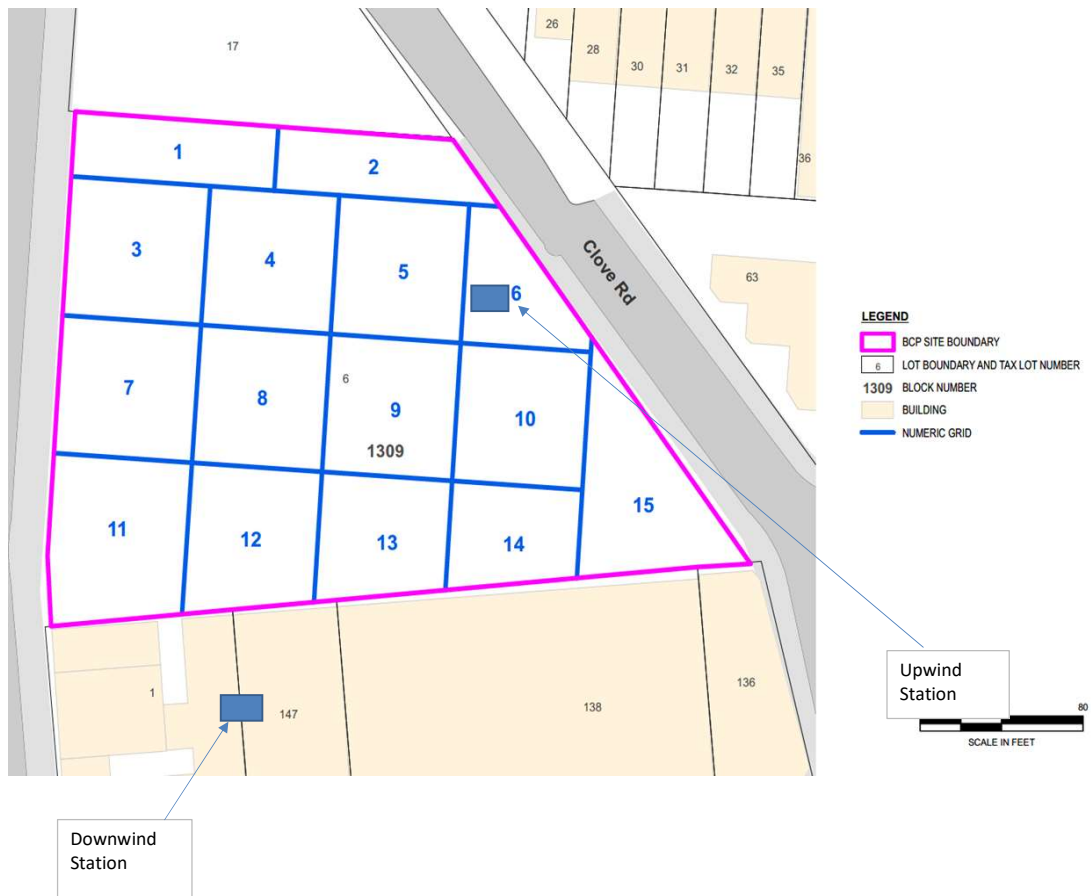 17
26
28
30
31
32
35
36
1
2
3
4
5
6
Clove Rd
63
7
8
6
9
1309
10
11
12
13
14
15
1
147
138
136
LEGEND
BCP SITE BOUNDARY
6 LOT BOUNDARY AND TAX LOT NUMBER
1309 BLOCK NUMBER
BUILDING
NUMERIC GRID
Upwind
Station
80
SCALE IN FEET
Downwind
Station